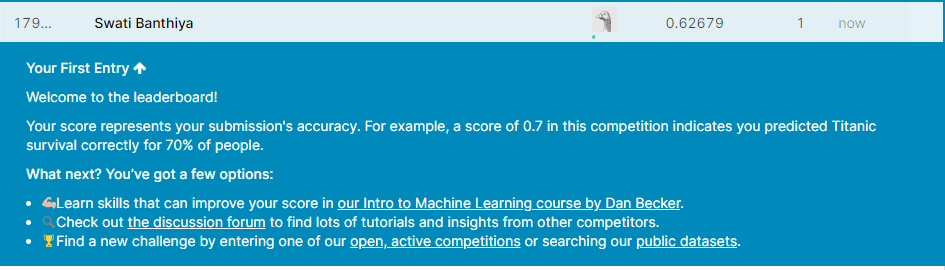 179... Swati Banthiya 0.62679 1 now
Your First Entry ↑
Welcome to the leaderboard!
Your score represents your submission's accuracy. For example, a score of 0.7 in this competition indicates you predicted Titanic
survival correctly for 70% of people.
What next? You've got a few options:
• 💪Learn skills that can improve your score in our Intro to Machine Learning course by Dan Becker.
• 🔍Check out the discussion forum to find lots of tutorials and insights from other competitors.
• 🏆Find a new challenge by entering one of our open, active competitions or searching our public datasets.